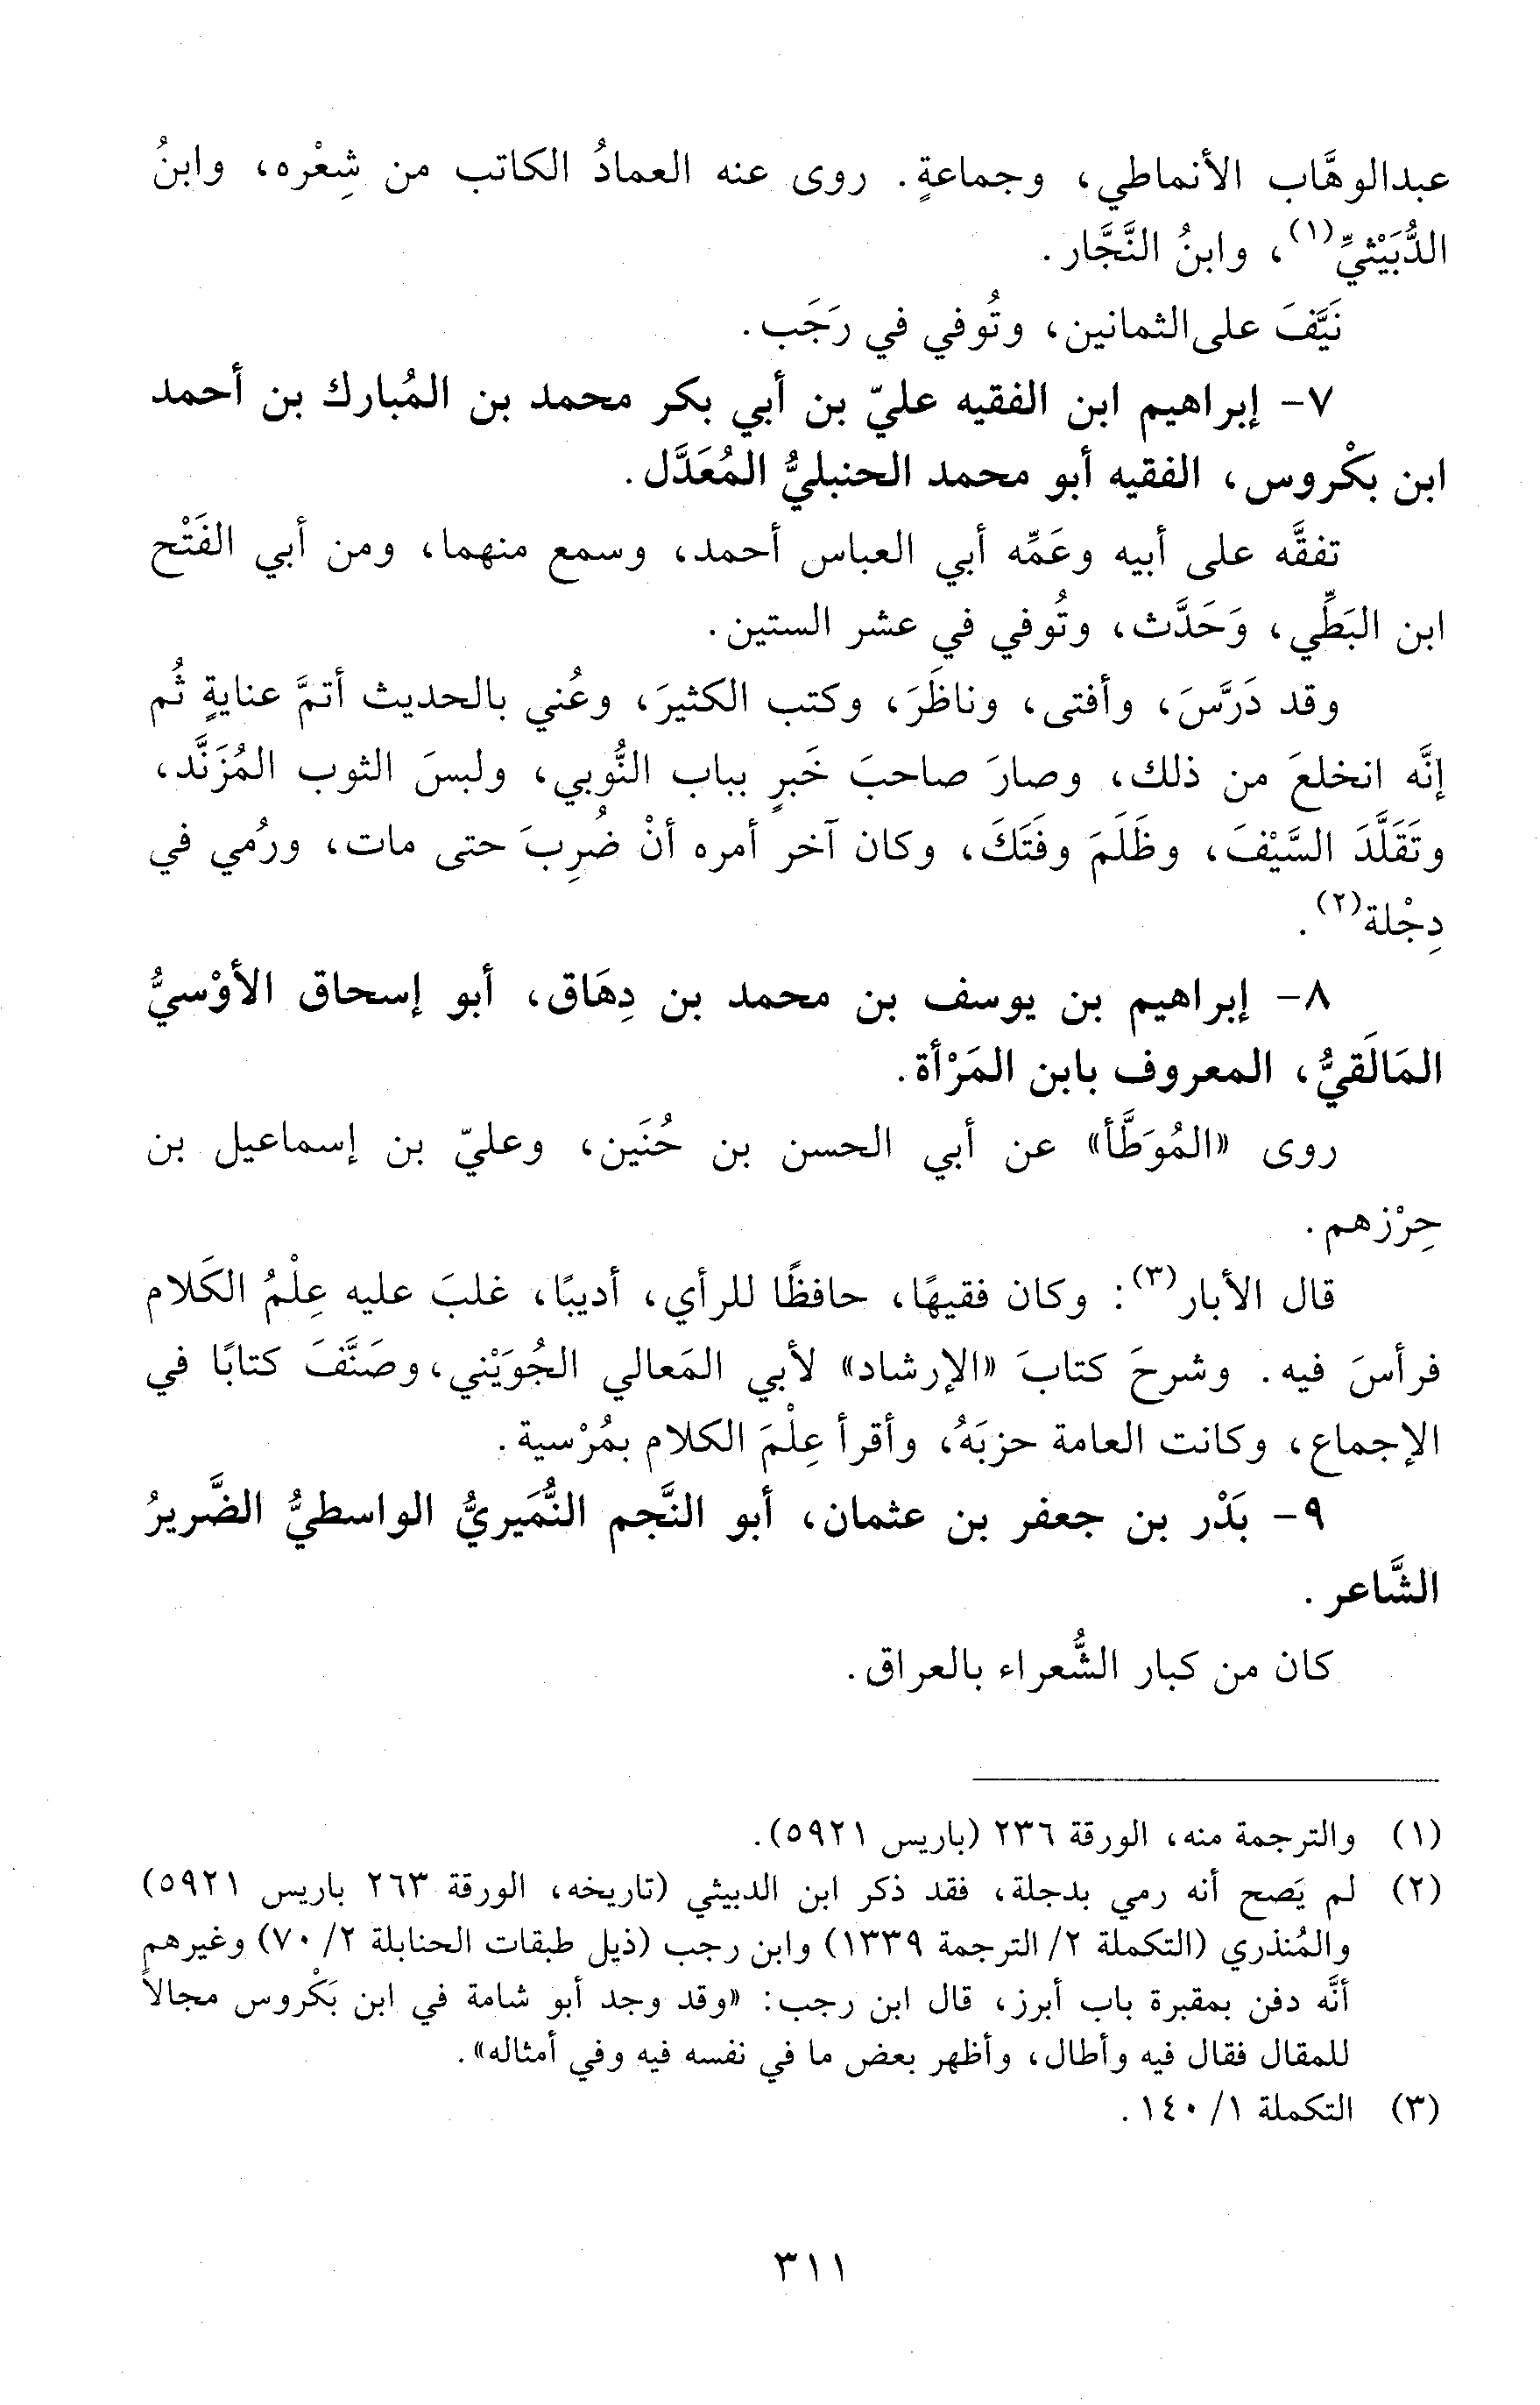 عبدالوهَّاب الأنماطي، وجماعةٍ. روى عنه العمادُ الكاتب من شِعْره، وابنُ
الدُّبَيْثيِّ(١)، وابنُ النَّجَّار.
نَيَّفَ على الثمانين، وتُوفي في رَجَب.
٧- إبراهيم ابن الفقيه عليّ بن أبي بكر محمد بن المُبارك بن أحمد
ابن بكْروس، الفقيه أبو محمد الحنبليُّ المُعَدَّل.
تفقَّه على أبيه وعَمِّه أبي العباس أحمد، وسمع منهما، ومن أبي الفَتْح
ابن البَطِّي، وَحَدَّث، وتُوفي في عشر الستين.
وقد دَرَّسَ، وأفتى، وناظَرَ، وكتب الكثيرَ، وعُني بالحديث أتمَّ عنايةٍ ثُم
إنَّه انخلعَ من ذلك، وصارَ صاحبَ خَبرٍ بباب النُّوبي، ولبسَ الثوب المُزَنَّد،
وتَقَلَّدَ السَّيْفَ، وظَلَمَ وفَتَكَ، وكان آخر أمره أنْ ضُرِبَ حتى مات، ورُمي في
دِجْلة(٢).
٨- إبراهيم بن يوسف بن محمد بن دِهَاق، أبو إسحاق الأوْسيُّ
المَالَقيُّ، المعروف بابن المَرْأة.
روى «المُوَطَّأ» عن أبي الحسن بن حُنَين، وعليّ بن إسماعيل بن
حِرْزهم.
قال الأبار(٣): وكان فقيهًا، حافظًا للرأي، أديبًا، غلبَ عليه عِلْمُ الكَلام
فرأسَ فيه. وشرحَ كتابَ «الإرشاد» لأبي المَعالي الجُوَيْني، وصَنَّفَ كتابًا في
الإجماع، وكانت العامة حزبَهُ، وأقرأ عِلْمَ الكلام بمُرْسية.
٩- بَدْر بن جعفر بن عثمان، أبو النَّجم النُّمَيريُّ الواسطيُّ الضَّريرُ
الشَّاعر.
كان من كبار الشُّعراء بالعراق.
(١) والترجمة منه، الورقة ٢٣٦ (باريس ٥٩٢١).
(٢) لم يَصح أنه رمي بدجلة، فقد ذكر ابن الدبيثي (تاريخه، الورقة ٢٦٣ باريس ٥٩٢١)
والمُنذري (التكملة ٢/ الترجمة ١٣٣٩) وابن رجب (ذيل طبقات الحنابلة ٢/ ٧٠) وغيرهم
أنَّه دفن بمقبرة باب أبرز، قال ابن رجب: «وقد وجد أبو شامة في ابن بَكْروس مجالاً
للمقال فقال فيه وأطال، وأظهر بعض ما في نفسه فيه وفي أمثاله».
(٣) التكملة ١/ ١٤٠.
٣١١